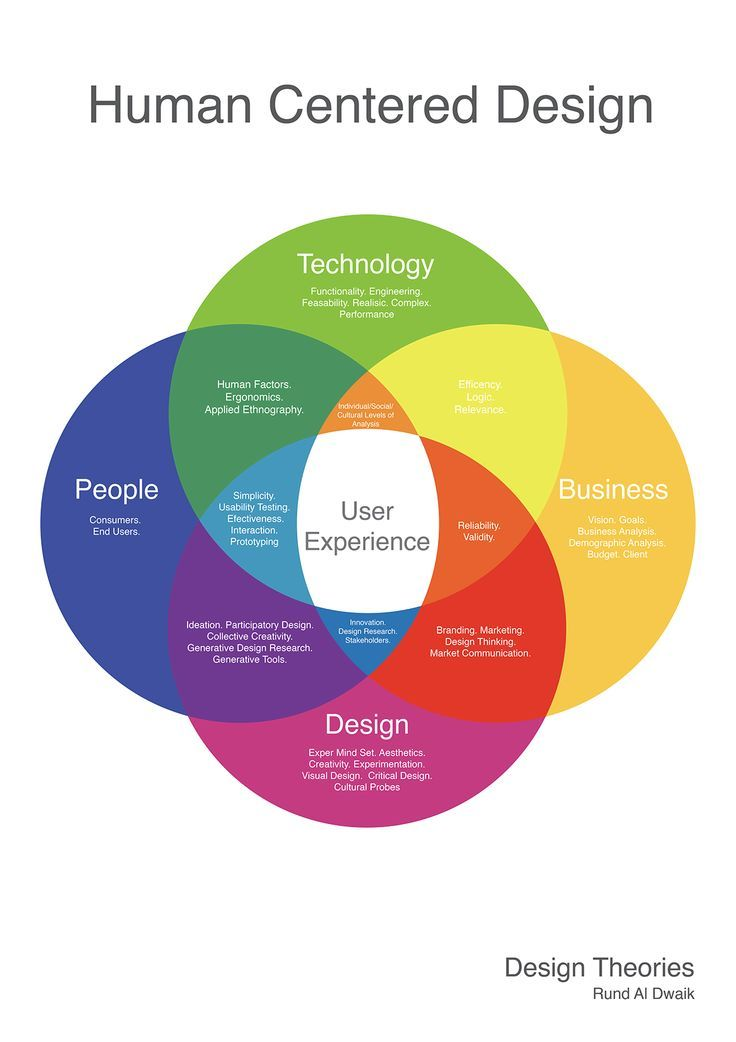 Human Centered Design
Technology
Functionality. Engineering.
Feasability. Realisic. Complex.
Performance
Human Factors.
Ergonomics.
Applied Ethnography.
Individual/Social/
Cultural Levels of
Analysis
Efficency.
Logic.
Relevance.
People
Consumers.
End Users.
Simplicity.
Usability Testing.
Efectiveness.
Interaction.
Prototyping
User
Experience
Reliability.
Validity.
Business
Vision. Goals.
Business Analysis.
Demographic Analysis.
Budget. Client
Ideation. Participatory Design.
Collective Creativity.
Generative Design Research.
Generative Tools.
Innovation.
Design Research.
Stakeholders.
Branding. Marketing.
Design Thinking.
Market Communication.
Design
Exper Mind Set. Aesthetics.
Creativity. Experimentation.
Visual Design. Critical Design.
Cultural Probes
Design Theories
Rund Al Dwaik